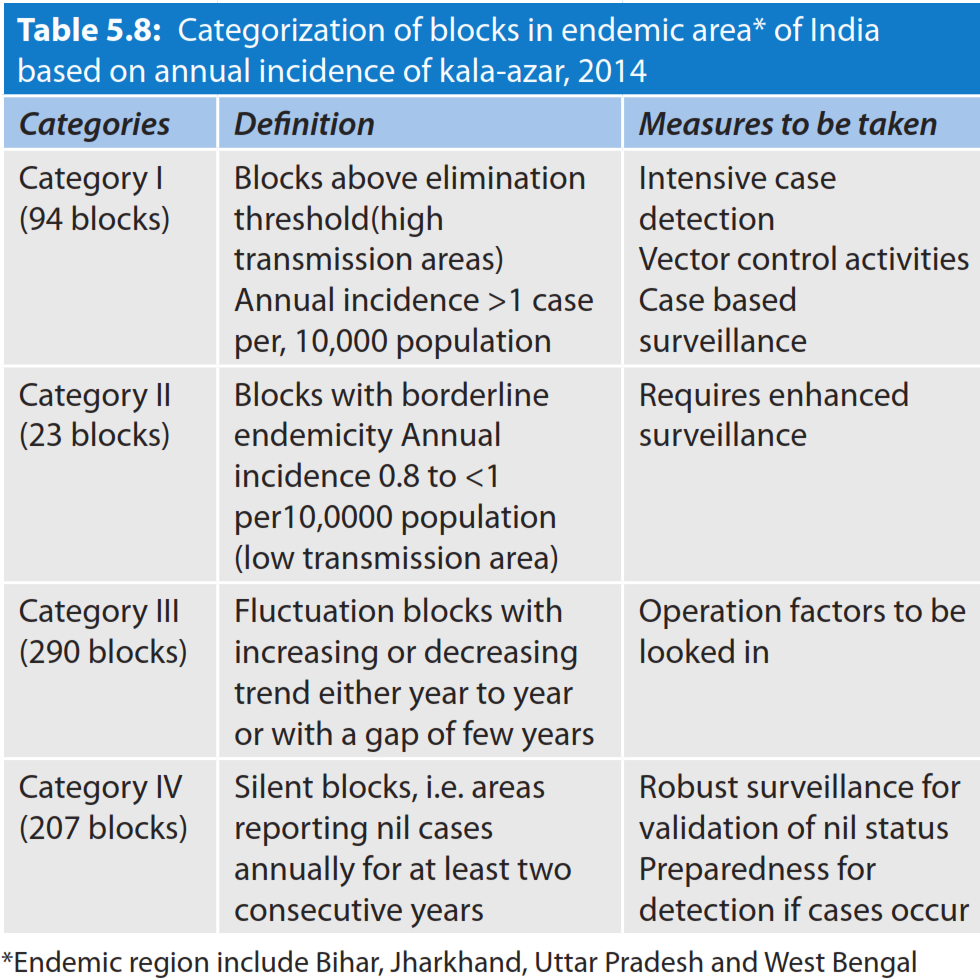 Table 5.8: Categorization of blocks in endemic area* of India
based on annual incidence of kala-azar, 2014
Categories Definition Measures to be taken
Category I
(94 blocks)
Blocks above elimination
threshold(high
transmission areas)
Annual incidence >1 case
per, 10,000 population
Intensive case
detection
Vector control activities
Case based
surveillance
Category II
(23 blocks)
Blocks with borderline
endemicity Annual
incidence 0.8 to <1
per10,0000 population
(low transmission area)
Requires enhanced
surveillance
Category III
(290 blocks)
Fluctuation blocks with
increasing or decreasing
trend either year to year
or with a gap of few years
Operation factors to be
looked in
Category IV
(207 blocks)
Silent blocks, i.e. areas
reporting nil cases
annually for at least two
consecutive years
Robust surveillance for
validation of nil status
Preparedness for
detection if cases occur
*Endemic region include Bihar, Jharkhand, Uttar Pradesh and West Bengal